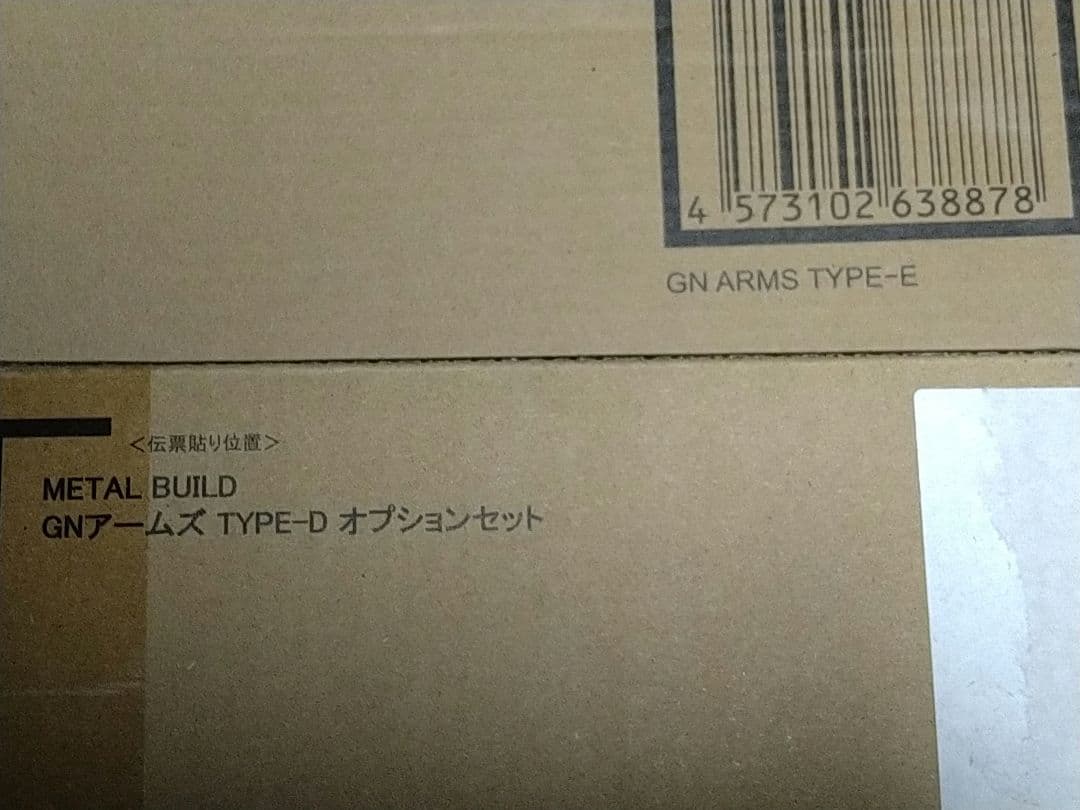 4 573102 638878
GN ARMS TYPE-E
<伝票貼り位置>
METAL BUILD
GNアームズ TYPE-D オプションセット